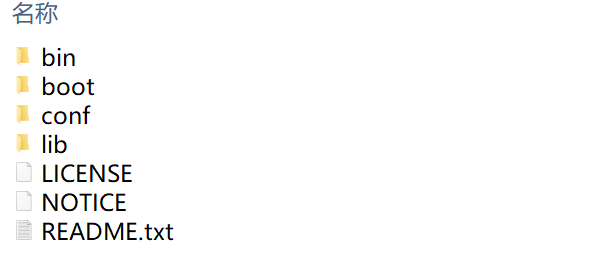 名称
bin
boot
conf
lib
LICENSE
NOTICE
README.txt